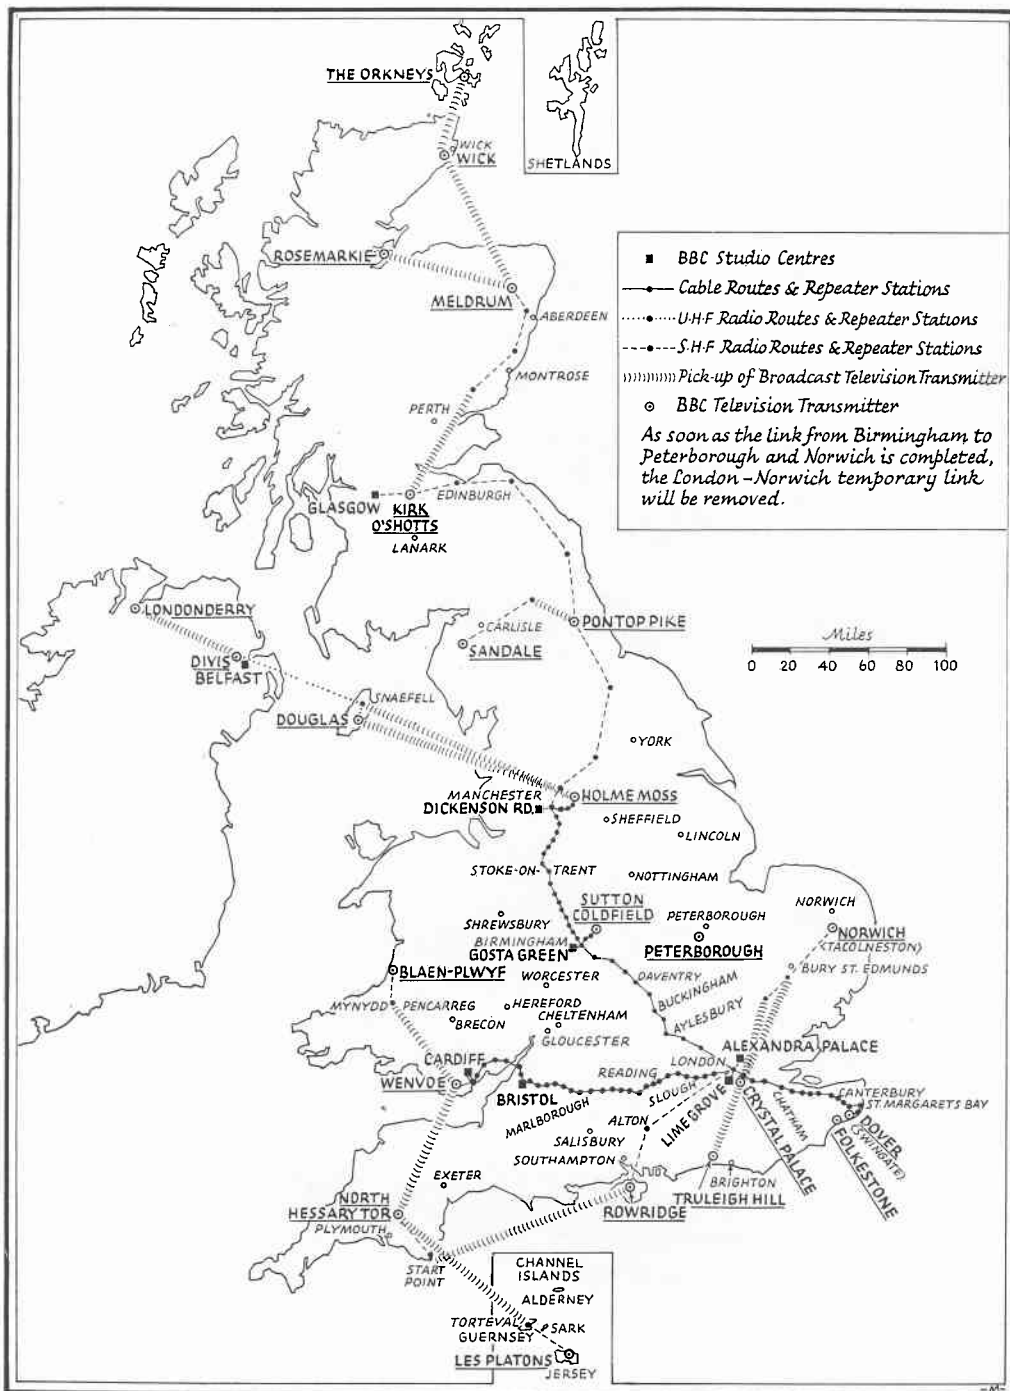 THE ORKNEYS
SHETLANDS
WICK
WICK
ROSEMARKIE
MELDRUM
ABERDEEN
MONTROSE
PERTH
■ BBC Studio Centres
Cable Routes & Repeater Stations
U·H·F Radio Routes & Repeater Stations
S·H·F Radio Routes & Repeater Stations
Pick-up of Broadcast Television Transmitter
BBC Television Transmitter
As soon as the link from Birmingham to
Peterborough and Norwich is completed,
the London-Norwich temporary link
will be removed.
GLASGOW
KIRK
O'SHOTTS
EDINBURGH
LANARK
LONDONDERRY
CARLISLE
PONTOP PIKE
SANDALE
Miles
0 20 40 60 80 100
DIVIS
BELFAST
SNAEFELL
DOUGLAS
YORK
MANCHESTER
DICKENSON RD.
HOLME MOSS
SHEFFIELD
LINCOLN
STOKE-ON-TRENT
NOTTINGHAM
SUTTON
COLDFIELD
SHREWSBURY
BIRMINGHAM
GOSTA GREEN
PETERBOROUGH
PETERBOROUGH
NORWICH
NORWICH
(TACOLNESTON)
BURY ST. EDMUNDS
BLAEN-PLWYF
WORCESTER
DAVENTRY
BUCKINGHAM
AYLESBURY
MYNYDD PENCARREG
HEREFORD
BRECON
CHELTENHAM
GLOUCESTER
ALEXANDRA PALACE
CARDIFF
WENVOE
BRISTOL
MARLBOROUGH
READING
SLOUGH
LONDON
LIME GROVE
CRYSTAL PALACE
CHATHAM
CANTERBURY
ST. MARGARETS BAY
DOVER
(SWINGATE)
FOLKESTONE
ALTON
SALISBURY
SOUTHAMPTON
BRIGHTON
TRULEIGH HILL
ROWRIDGE
EXETER
NORTH
HESSARY TOR
PLYMOUTH
START
POINT
CHANNEL
ISLANDS
ALDERNEY
TORTEVAL
GUERNSEY
SARK
LES PLATONS
JERSEY
-M-